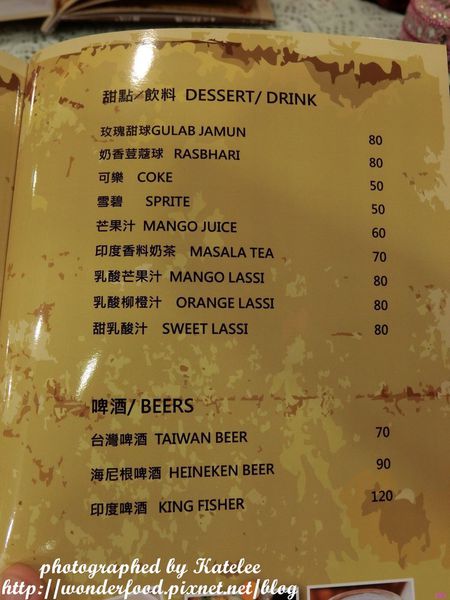 甜點/飲料 DESSERT/ DRINK
玫瑰甜球GULAB JAMUN 80
奶香荳蔻球 RASBHARI 80
可樂 COKE 50
雪碧 SPRITE 50
芒果汁 MANGO JUICE 60
印度香料奶茶 MASALA TEA 70
乳酸芒果汁 MANGO LASSI 80
乳酸柳橙汁 ORANGE LASSI 80
甜乳酸汁 SWEET LASSI 80
啤酒/ BEERS
台灣啤酒 TAIWAN BEER 70
海尼根啤酒 HEINEKEN BEER 90
印度啤酒 KING FISHER 120
photographed by Katelee
http://wonderfood.pixnet.net/blog